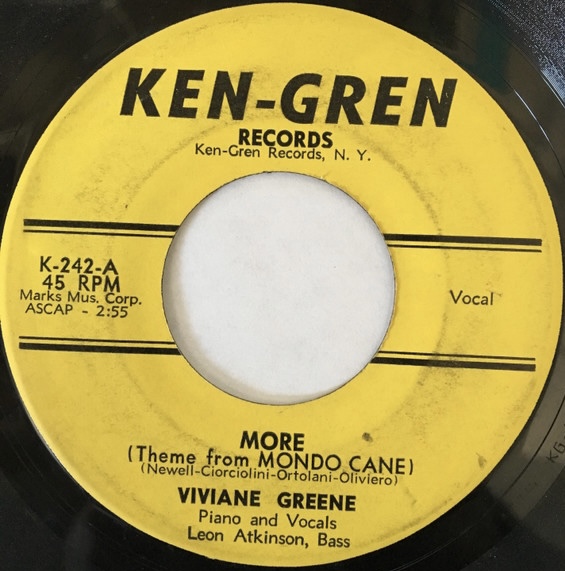 KEN-GREN
RECORDS
Ken-Gren Records, N. Y.
K-242-A
45 RPM
Marks Mus. Corp.
ASCAP - 2:55
Vocal
MORE
(Theme from MONDO CANE)
(Newell-Ciorciolini-Ortolani-Oliviero)
VIVIANE GREENE
Piano and Vocals
Leon Atkinson, Bass